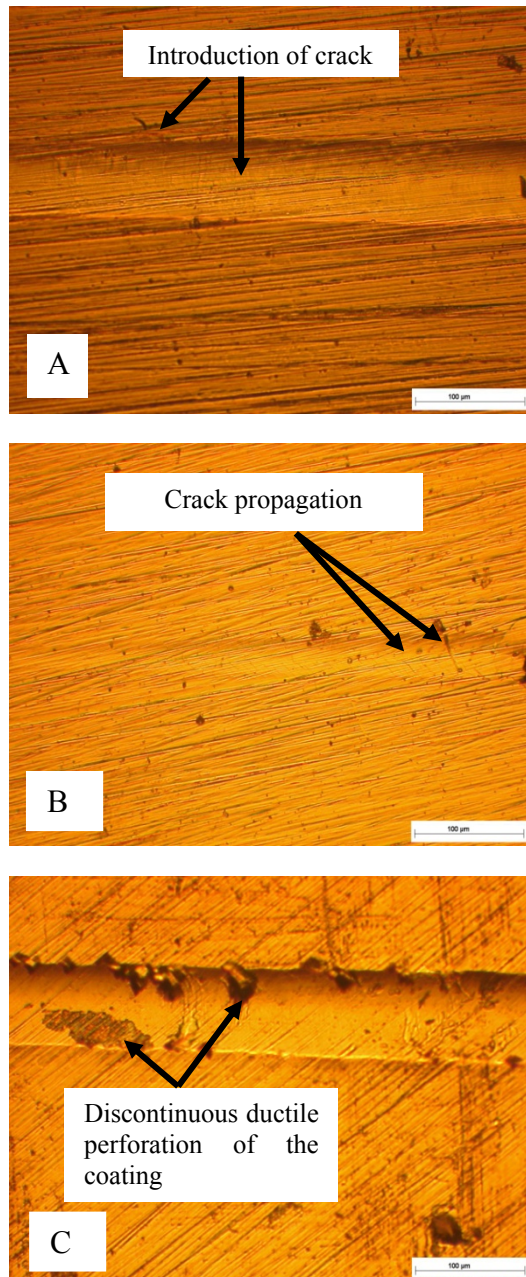 Introduction of crack
A
100 µm
Crack propagation
B
100 µm
Discontinuous ductile
perforation of the
coating
C
100 µm